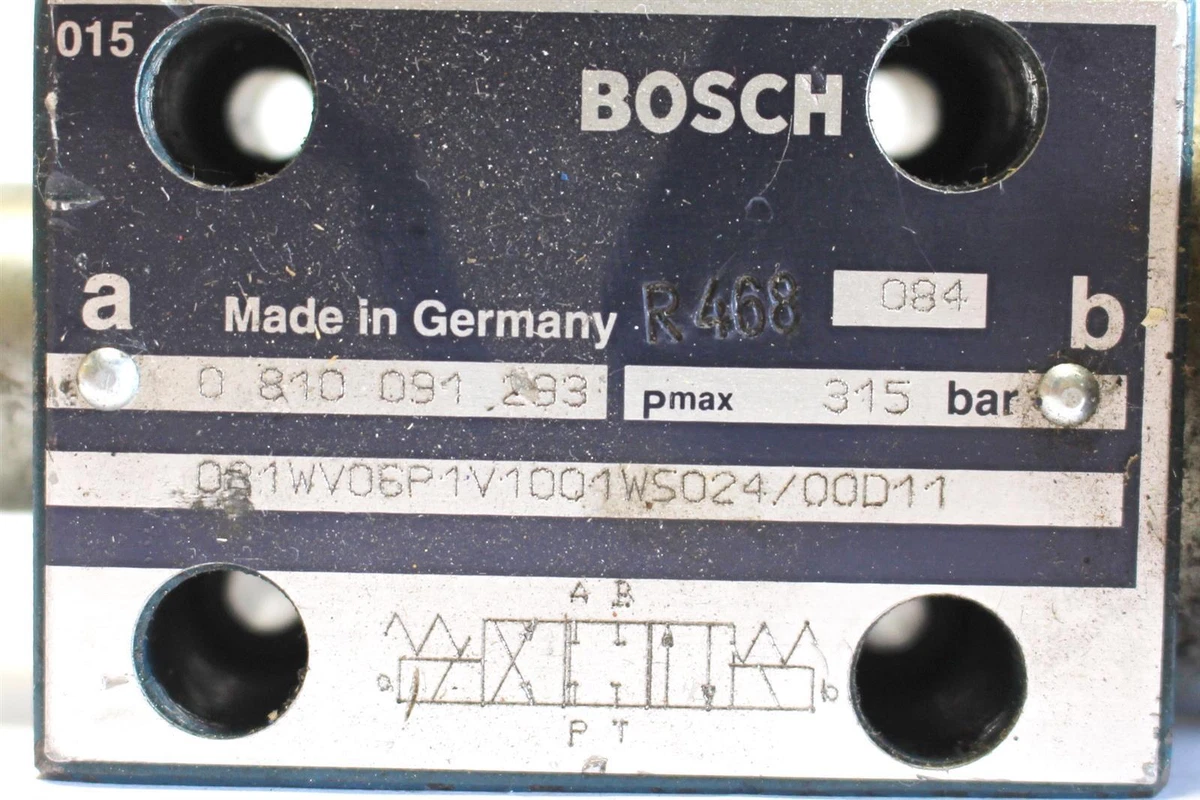 015
BOSCH
a
Made in Germany R 468 084
b
0 810 091 293
pmax 315 bar
081WV06P1V1001WS024/00D11
A B
a b
P T